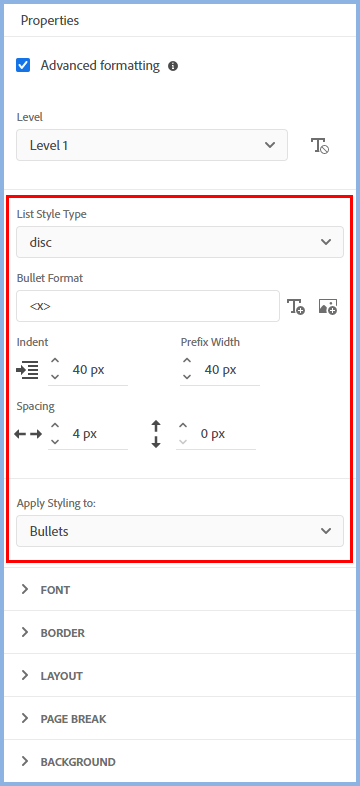 Properties
Advanced formatting
Level
Level 1
List Style Type
disc
Bullet Format
<x>
Indent Prefix Width
40 px 40 px
Spacing
4 px 0 px
Apply Styling to:
Bullets
FONT
BORDER
LAYOUT
PAGE BREAK
BACKGROUND